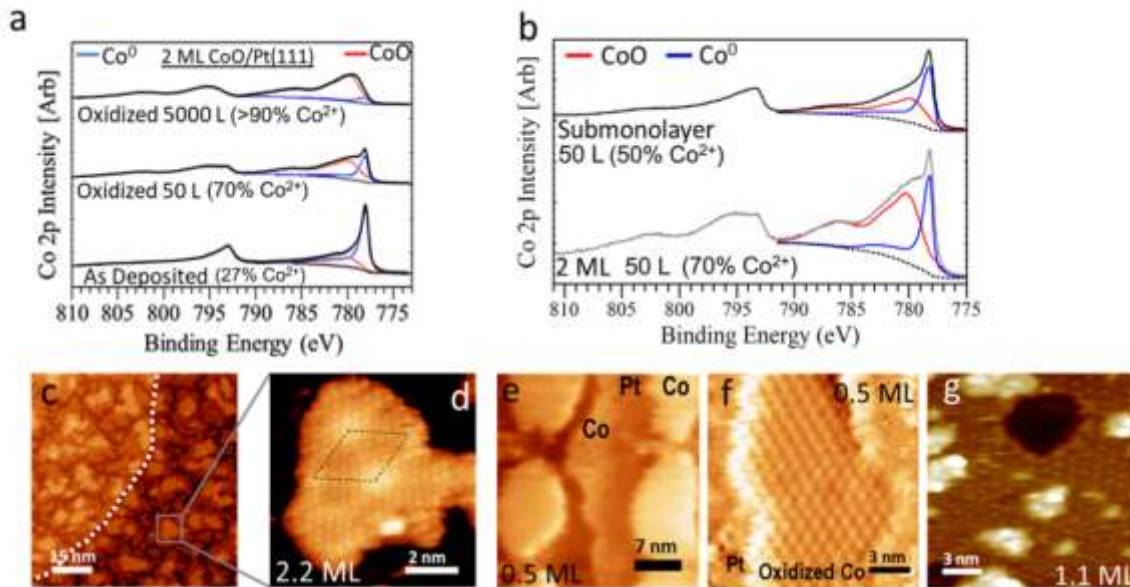 a
Co⁰ 2 ML CoO/Pt(111) CoO
Oxidized 5000 L (>90% Co²⁺)
Oxidized 50 L (70% Co²⁺)
As Deposited (27% Co²⁺)
Co 2p Intensity [Arb]
810 805 800 795 790 785 780 775
Binding Energy (eV)
b
CoO Co⁰
Submonolayer
50 L (50% Co²⁺)
2 ML 50 L (70% Co²⁺)
Co 2p Intensity [Arb]
810 805 800 795 790 785 780 775
Binding Energy (eV)
c
15 nm
d
2.2 ML
2 nm
e
Pt Co
Co
0.5 ML
7 nm
f
0.5 ML
Pt Oxidized Co
3 nm
g
3 nm
1.1 ML